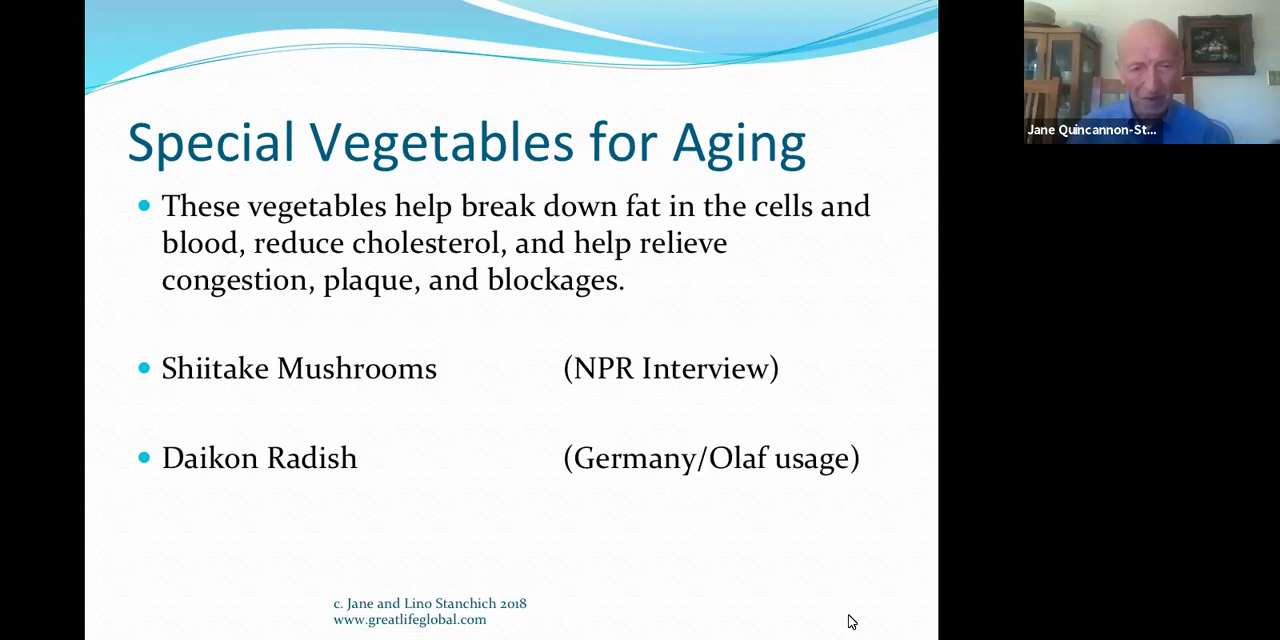 Special Vegetables for Aging
These vegetables help break down fat in the cells and
blood, reduce cholesterol, and help relieve
congestion, plaque, and blockages.
Shiitake Mushrooms (NPR Interview)
Daikon Radish (Germany/Olaf usage)
c. Jane and Lino Stanchich 2018
www.greatlifeglobal.com
Jane Quincannon-St...